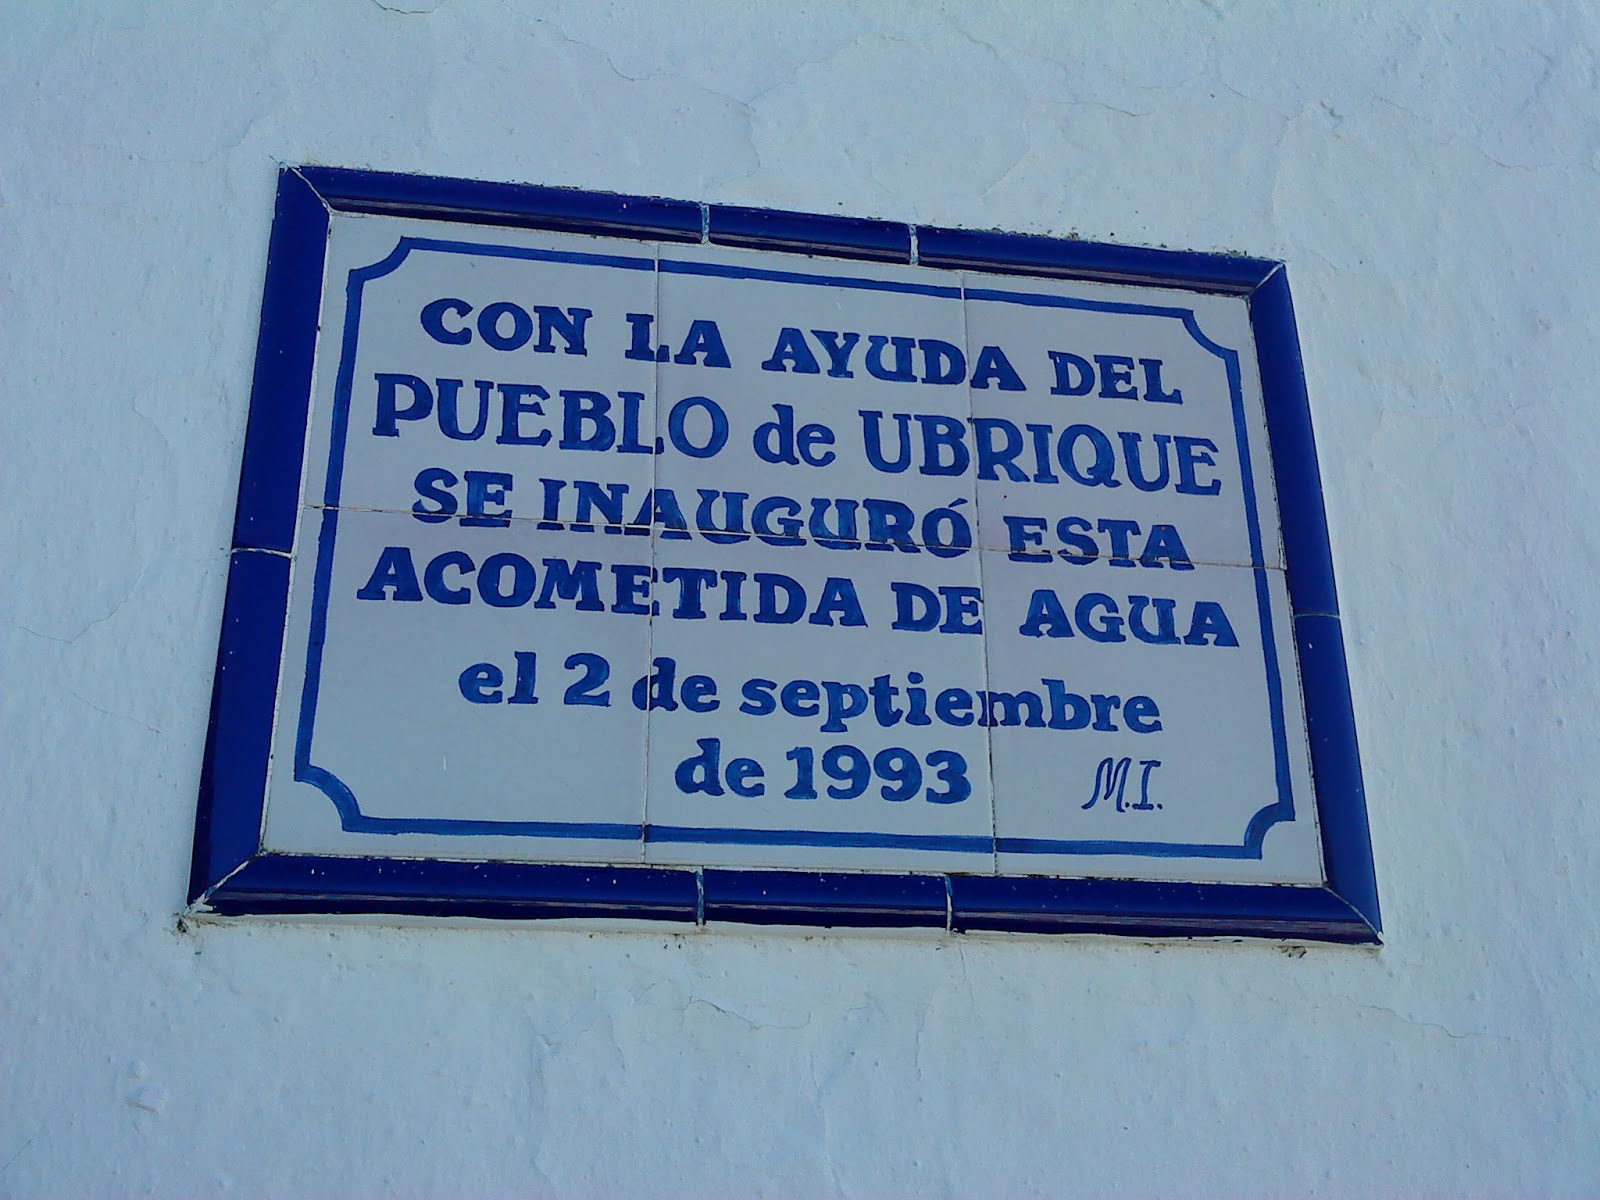 CON LA AYUDA DEL
PUEBLO de UBRIQUE
SE INAUGURÓ ESTA
ACOMETIDA DE AGUA
el 2 de septiembre
de 1993 M.I.